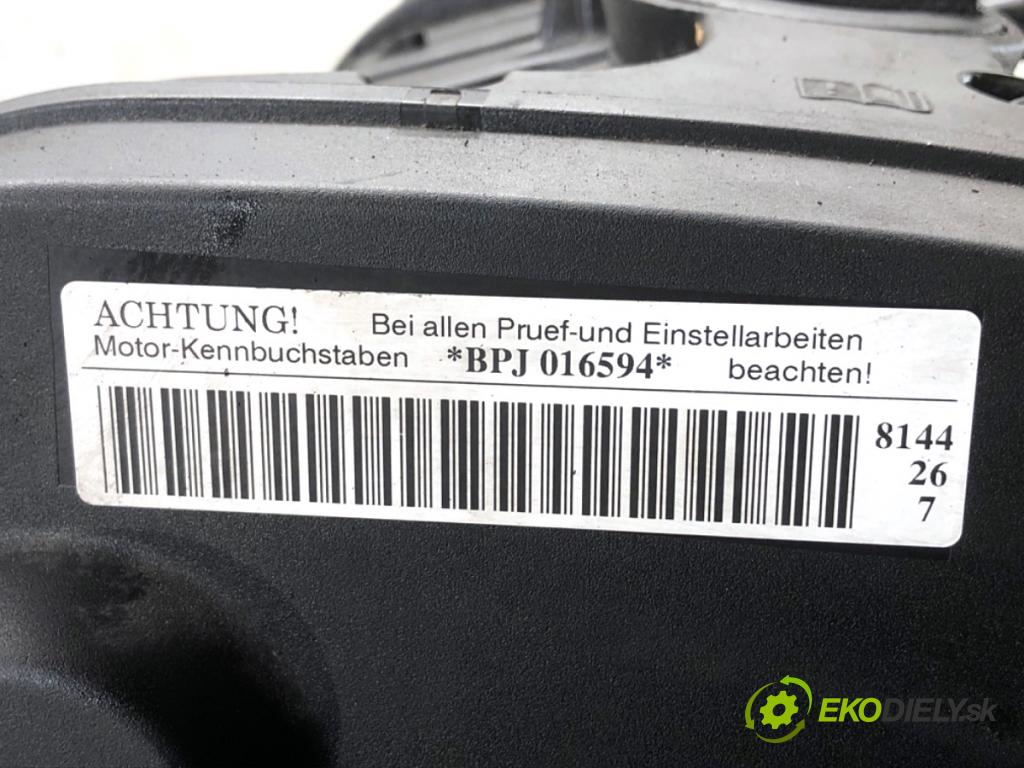 ACHTUNG! Bei allen Pruef-und Einstellarbeiten
Motor-Kennbuchstaben *BPJ 016594* beachten!
8144
26
7
EKODIELY.sk